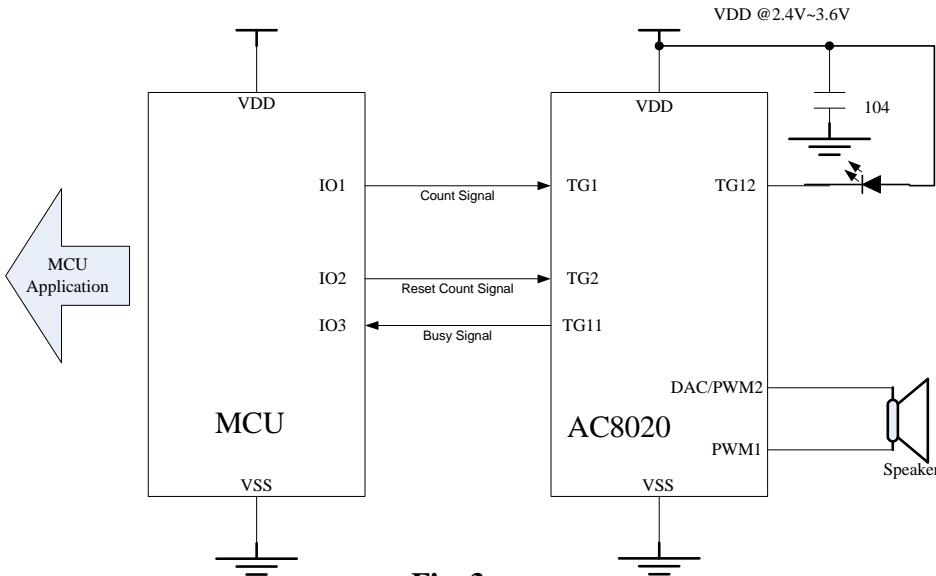 VDD @2.4V~3.6V
VDD
VDD
104
IO1
Count Signal
TG1
TG12
MCU
Application
IO2
Reset Count Signal
TG2
IO3
Busy Signal
TG11
DAC/PWM2
MCU
AC8020
PWM1
Speaker
VSS
VSS